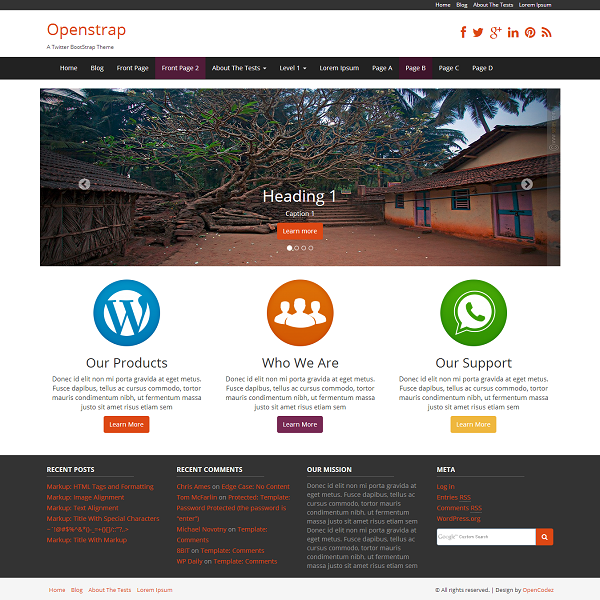 Home Blog About The Tests Lorem Ipsum
Openstrap
A Twitter BootStrap Theme
Home Blog Front Page Front Page 2 About The Tests Level 1 Lorem Ipsum Page A Page B Page C Page D
Heading 1
Caption 1
Learn more
Our Products
Donec id elit non mi porta gravida at eget metus.
Fusce dapibus, tellus ac cursus commodo, tortor
mauris condimentum nibh, ut fermentum massa
justo sit amet risus etiam sem
Learn More
Who We Are
Donec id elit non mi porta gravida at eget metus.
Fusce dapibus, tellus ac cursus commodo, tortor
mauris condimentum nibh, ut fermentum massa
justo sit amet risus etiam sem
Learn More
Our Support
Donec id elit non mi porta gravida at eget metus.
Fusce dapibus, tellus ac cursus commodo, tortor
mauris condimentum nibh, ut fermentum massa
justo sit amet risus etiam sem
Learn More
RECENT POSTS
Markup: HTML Tags and Formatting
Markup: Image Alignment
Markup: Text Alignment
Markup: Title With Special Characters
Markup: Title With Markup
RECENT COMMENTS
Chris Ames on Edge Case: No Content
Tom McFarlin on Protected: Template:
Password Protected (the password is
"enter")
Michael Novotny on Template:
Comments
on Template: Comments
WP Daily on Template: Comments
OUR MISSION
Donec id elit non mi porta gravida
at eget metus. Fusce dapibus,
tellus ac cursus commodo, tortor
mauris condimentum nibh, ut
fermentum massa justo sit amet
risus etiam sem
Donec id elit non mi porta gravida
at eget metus. Fusce dapibus,
tellus ac cursus commodo, tortor
mauris condimentum nibh, ut
fermentum massa justo sit amet
risus etiam sem
META
Log in
Entries RSS
Comments RSS
WordPress.org
Google Custom Search
Home Blog About The Tests Lorem Ipsum
© All rights reserved. | Design by OpenCodez